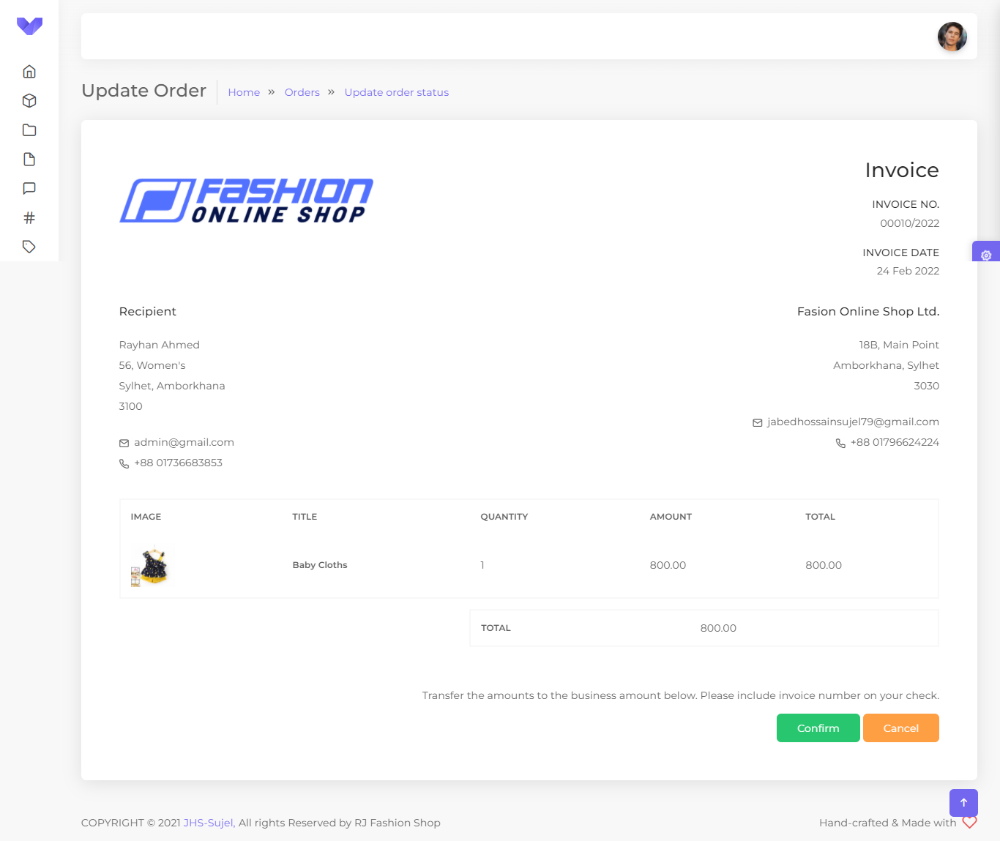 Update Order
Home » Orders » Update order status
FASHION
ONLINE SHOP
Invoice
INVOICE NO.
00010/2022
INVOICE DATE
24 Feb 2022
Recipient
Rayhan Ahmed
56, Women's
Sylhet, Amborkhana
3100
admin@gmail.com
+88 01736683853
Fasion Online Shop Ltd.
18B, Main Point
Amborkhana, Sylhet
3030
jabedhossainsujel79@gmail.com
+88 01796624224
IMAGE TITLE QUANTITY AMOUNT TOTAL
Baby Cloths 1 800.00 800.00
TOTAL 800.00
Transfer the amounts to the business amount below. Please include invoice number on your check.
Confirm Cancel
COPYRIGHT © 2021 JHS-Sujel, All rights Reserved by RJ Fashion Shop
Hand-crafted & Made with